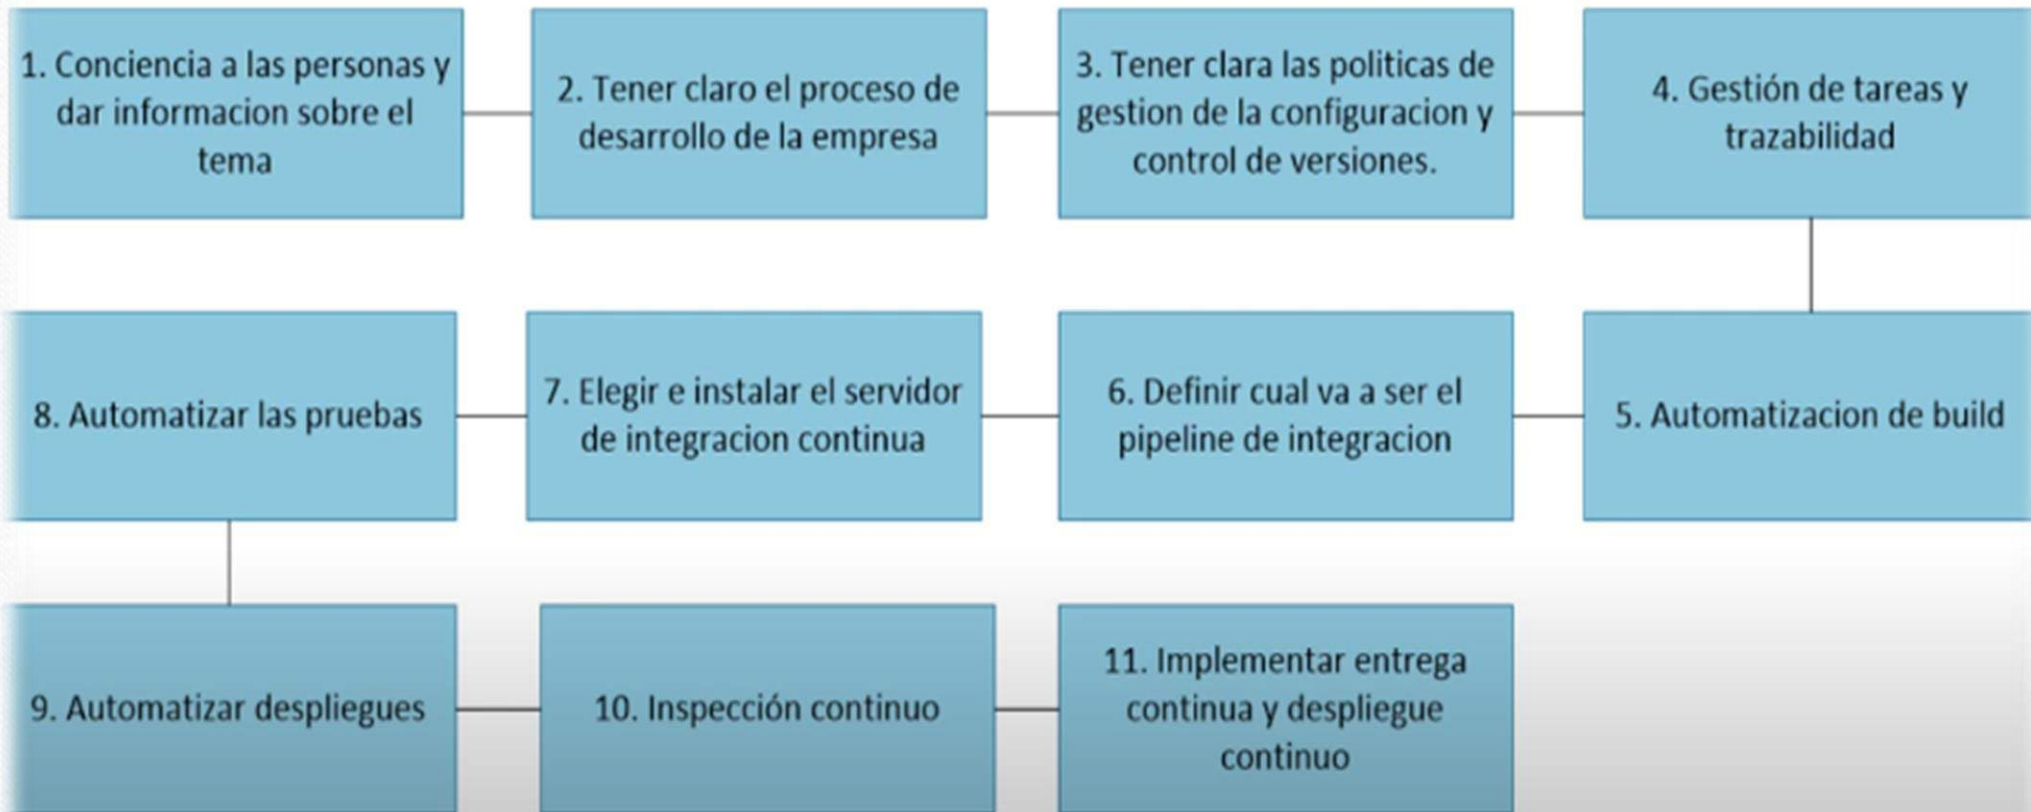 1. Conciencia a las personas y
dar informacion sobre el
tema
2. Tener claro el proceso de
desarrollo de la empresa
3. Tener clara las politicas de
gestion de la configuracion y
control de versiones.
4. Gestión de tareas y
trazabilidad
5. Automatizacion de build
6. Definir cual va a ser el
pipeline de integracion
7. Elegir e instalar el servidor
de integracion continua
8. Automatizar las pruebas
9. Automatizar despliegues
10. Inspección continuo
11. Implementar entrega
continua y despliegue
continuo